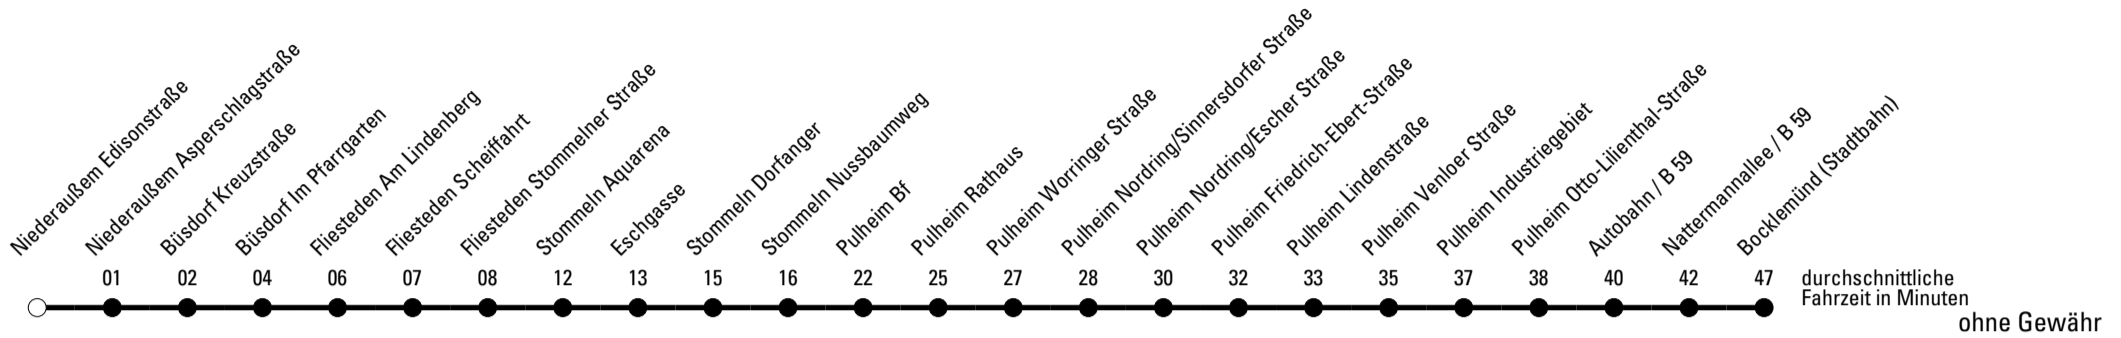 Niederaußem Edisonstraße
Niederaußem Asperschlagstraße
Büsdorf Kreuzstraße
Büsdorf Im Pfarrgarten
Fliesteden Am Lindenberg
Fliesteden Scheiffahrt
Fliesteden Stommelner Straße
Stommeln Aquarena
Eschgasse
Stommeln Dorfanger
Stommeln Nussbaumweg
Pulheim Bf
Pulheim Rathaus
Pulheim Worringer Straße
Pulheim Nordring/Sinnersdorfer Straße
Pulheim Nordring/Escher Straße
Pulheim Friedrich-Ebert-Straße
Pulheim Lindenstraße
Pulheim Venloer Straße
Pulheim Industriegebiet
Pulheim Otto-Lilienthal-Straße
Autobahn / B 59
Nattermannallee / B 59
Bocklemünd (Stadtbahn)
01 02 04 06 07 08 12 13 15 16 22 25 27 28 30 32 33 35 37 38 40 42 47
durchschnittliche
Fahrzeit in Minuten
ohne Gewähr